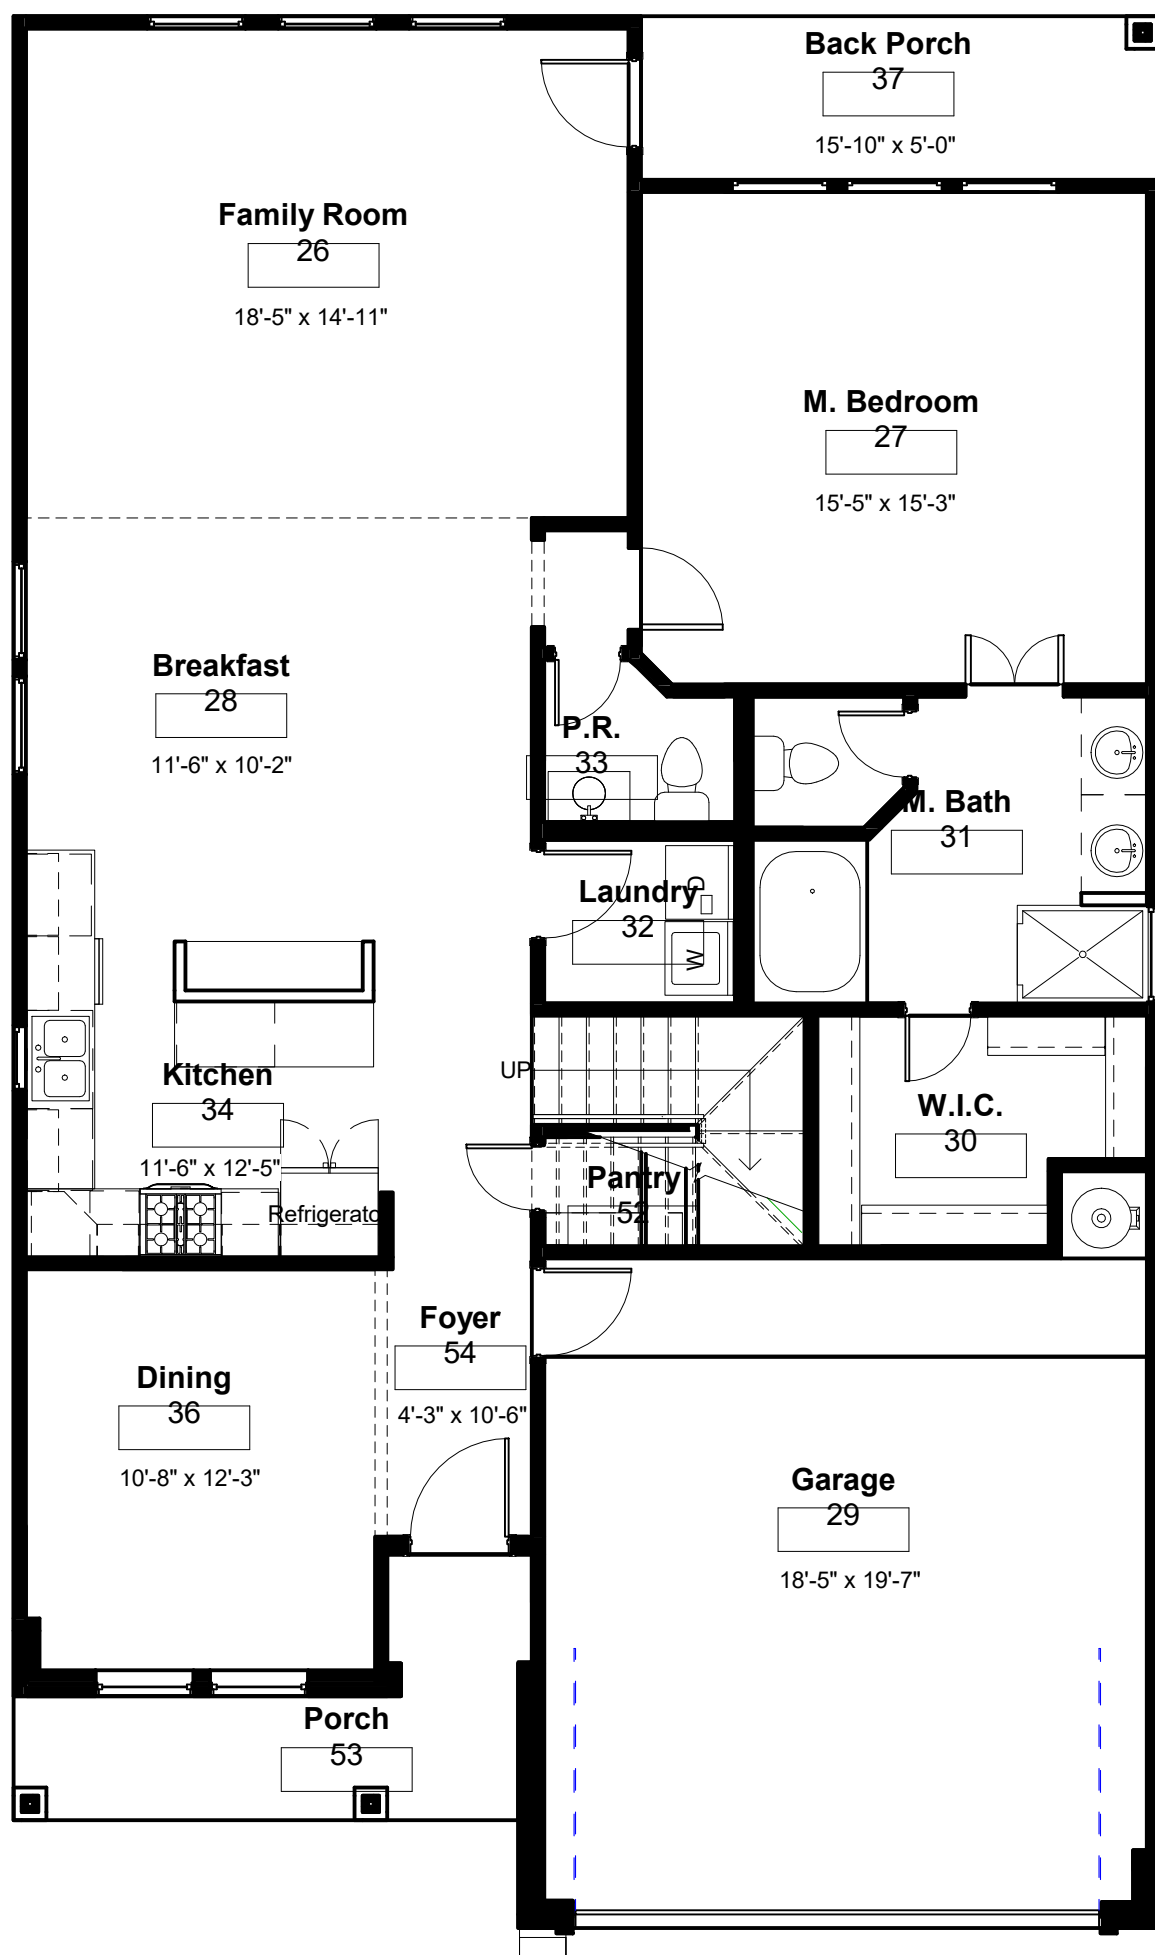 Back Porch
37
15'-10" x 5'-0"
Family Room
26
18'-5" x 14'-11"
M. Bedroom
27
15'-5" x 15'-3"
Breakfast
28
11'-6" x 10'-2"
P.R.
33
M. Bath
31
Laundry
32
D
W
UP
Kitchen
34
11'-6" x 12'-5"
Refrigerato
W.I.C.
30
Pantry
52
Foyer
54
4'-3" x 10'-6"
Dining
36
10'-8" x 12'-3"
Garage
29
18'-5" x 19'-7"
Porch
53